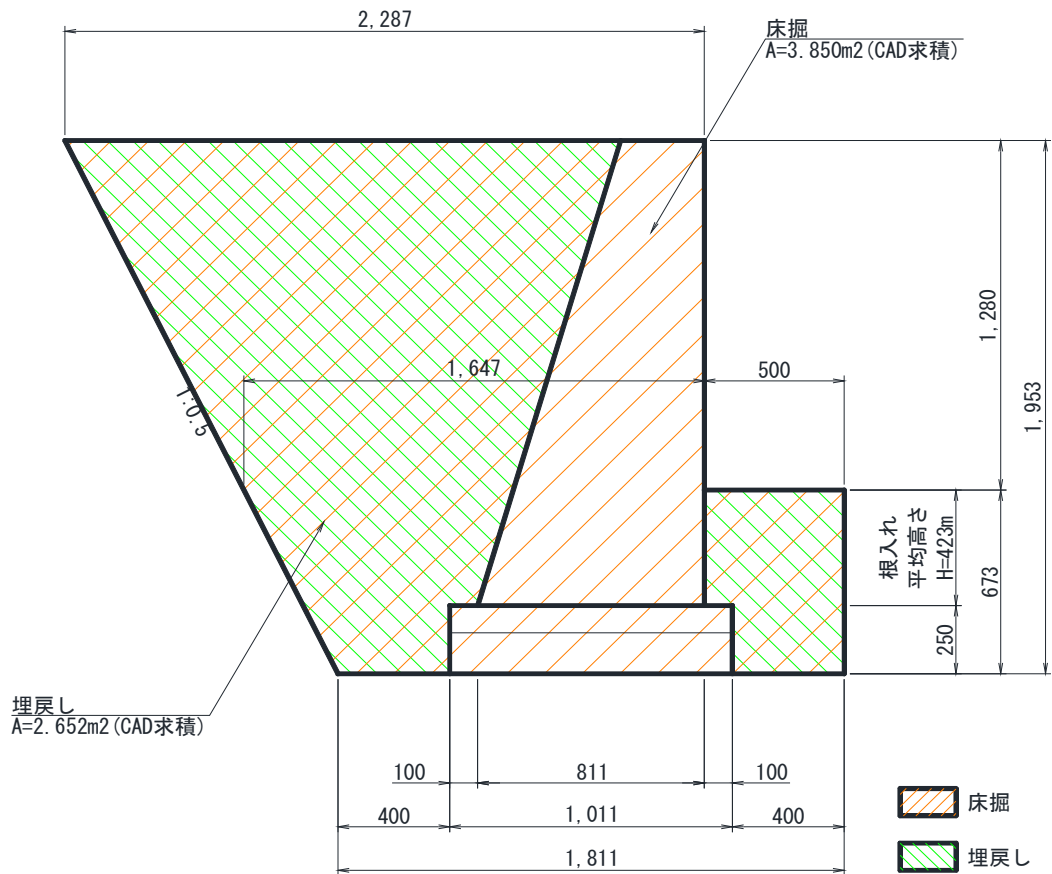 2,287
床掘
A=3.850m2(CAD求積)
1,647
500
1,280
1,953
1:0.5
根入れ
平均高さ
H=423m
673
250
埋戻し
A=2.652m2(CAD求積)
100
811
100
400
1,011
400
1,811
床掘
埋戻し